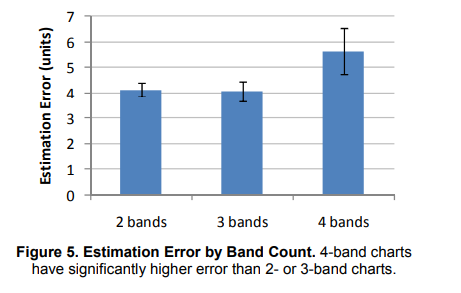 7
6
5
4
3
2
1
0
Estimation Error (units)
2 bands 3 bands 4 bands
Figure 5. Estimation Error by Band Count. 4-band charts
have significantly higher error than 2- or 3-band charts.